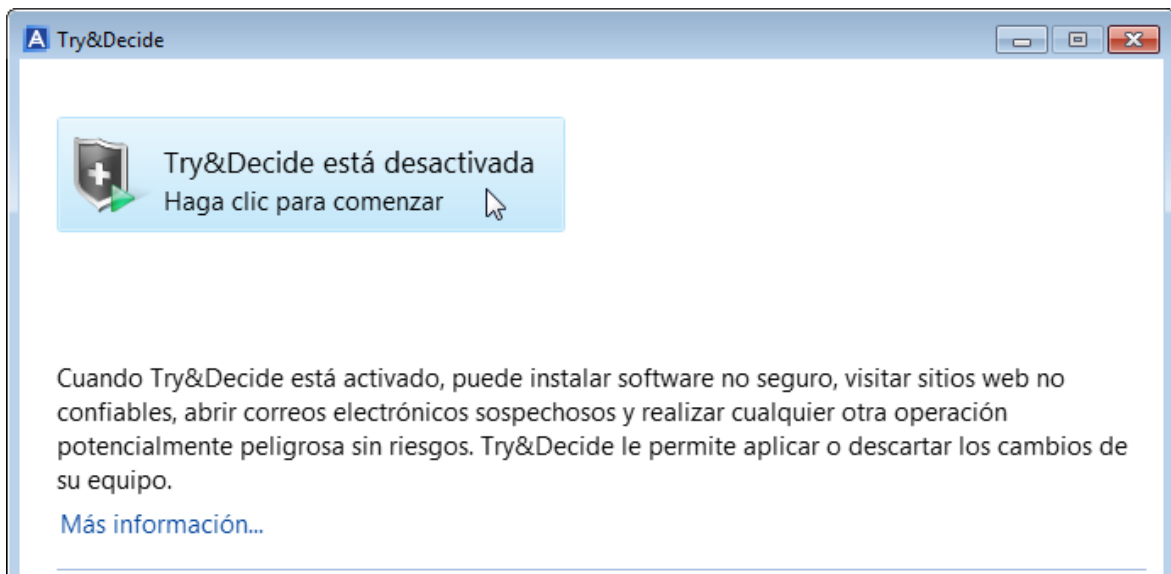 Try&Decide
Try&Decide está desactivada
Haga clic para comenzar
Cuando Try&Decide está activado, puede instalar software no seguro, visitar sitios web no
confiables, abrir correos electrónicos sospechosos y realizar cualquier otra operación
potencialmente peligrosa sin riesgos. Try&Decide le permite aplicar o descartar los cambios de
su equipo.
Más información...